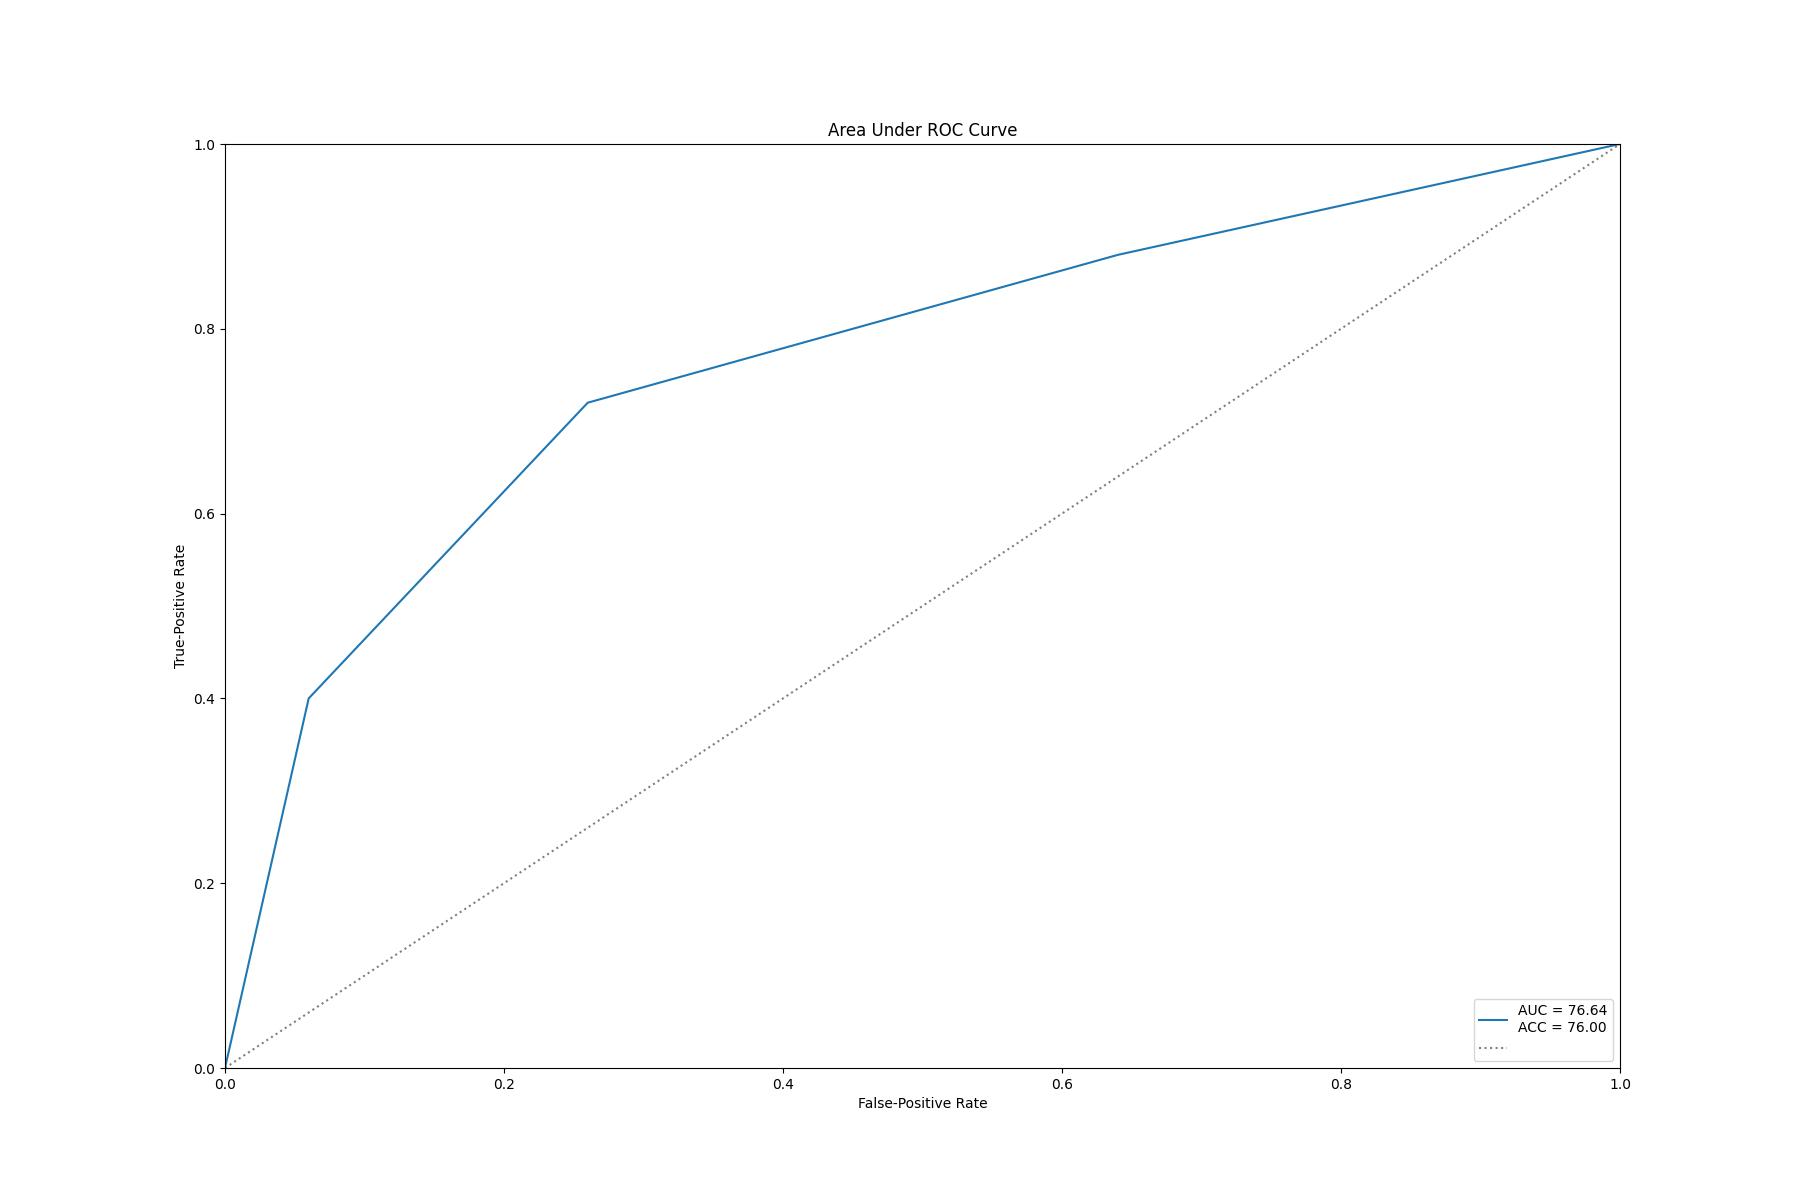 Area Under ROC Curve
1.0
0.8
0.6
0.4
0.2
0.0
True-Positive Rate
0.0 0.2 0.4 0.6 0.8 1.0
False-Positive Rate
AUC = 76.64
ACC = 76.00